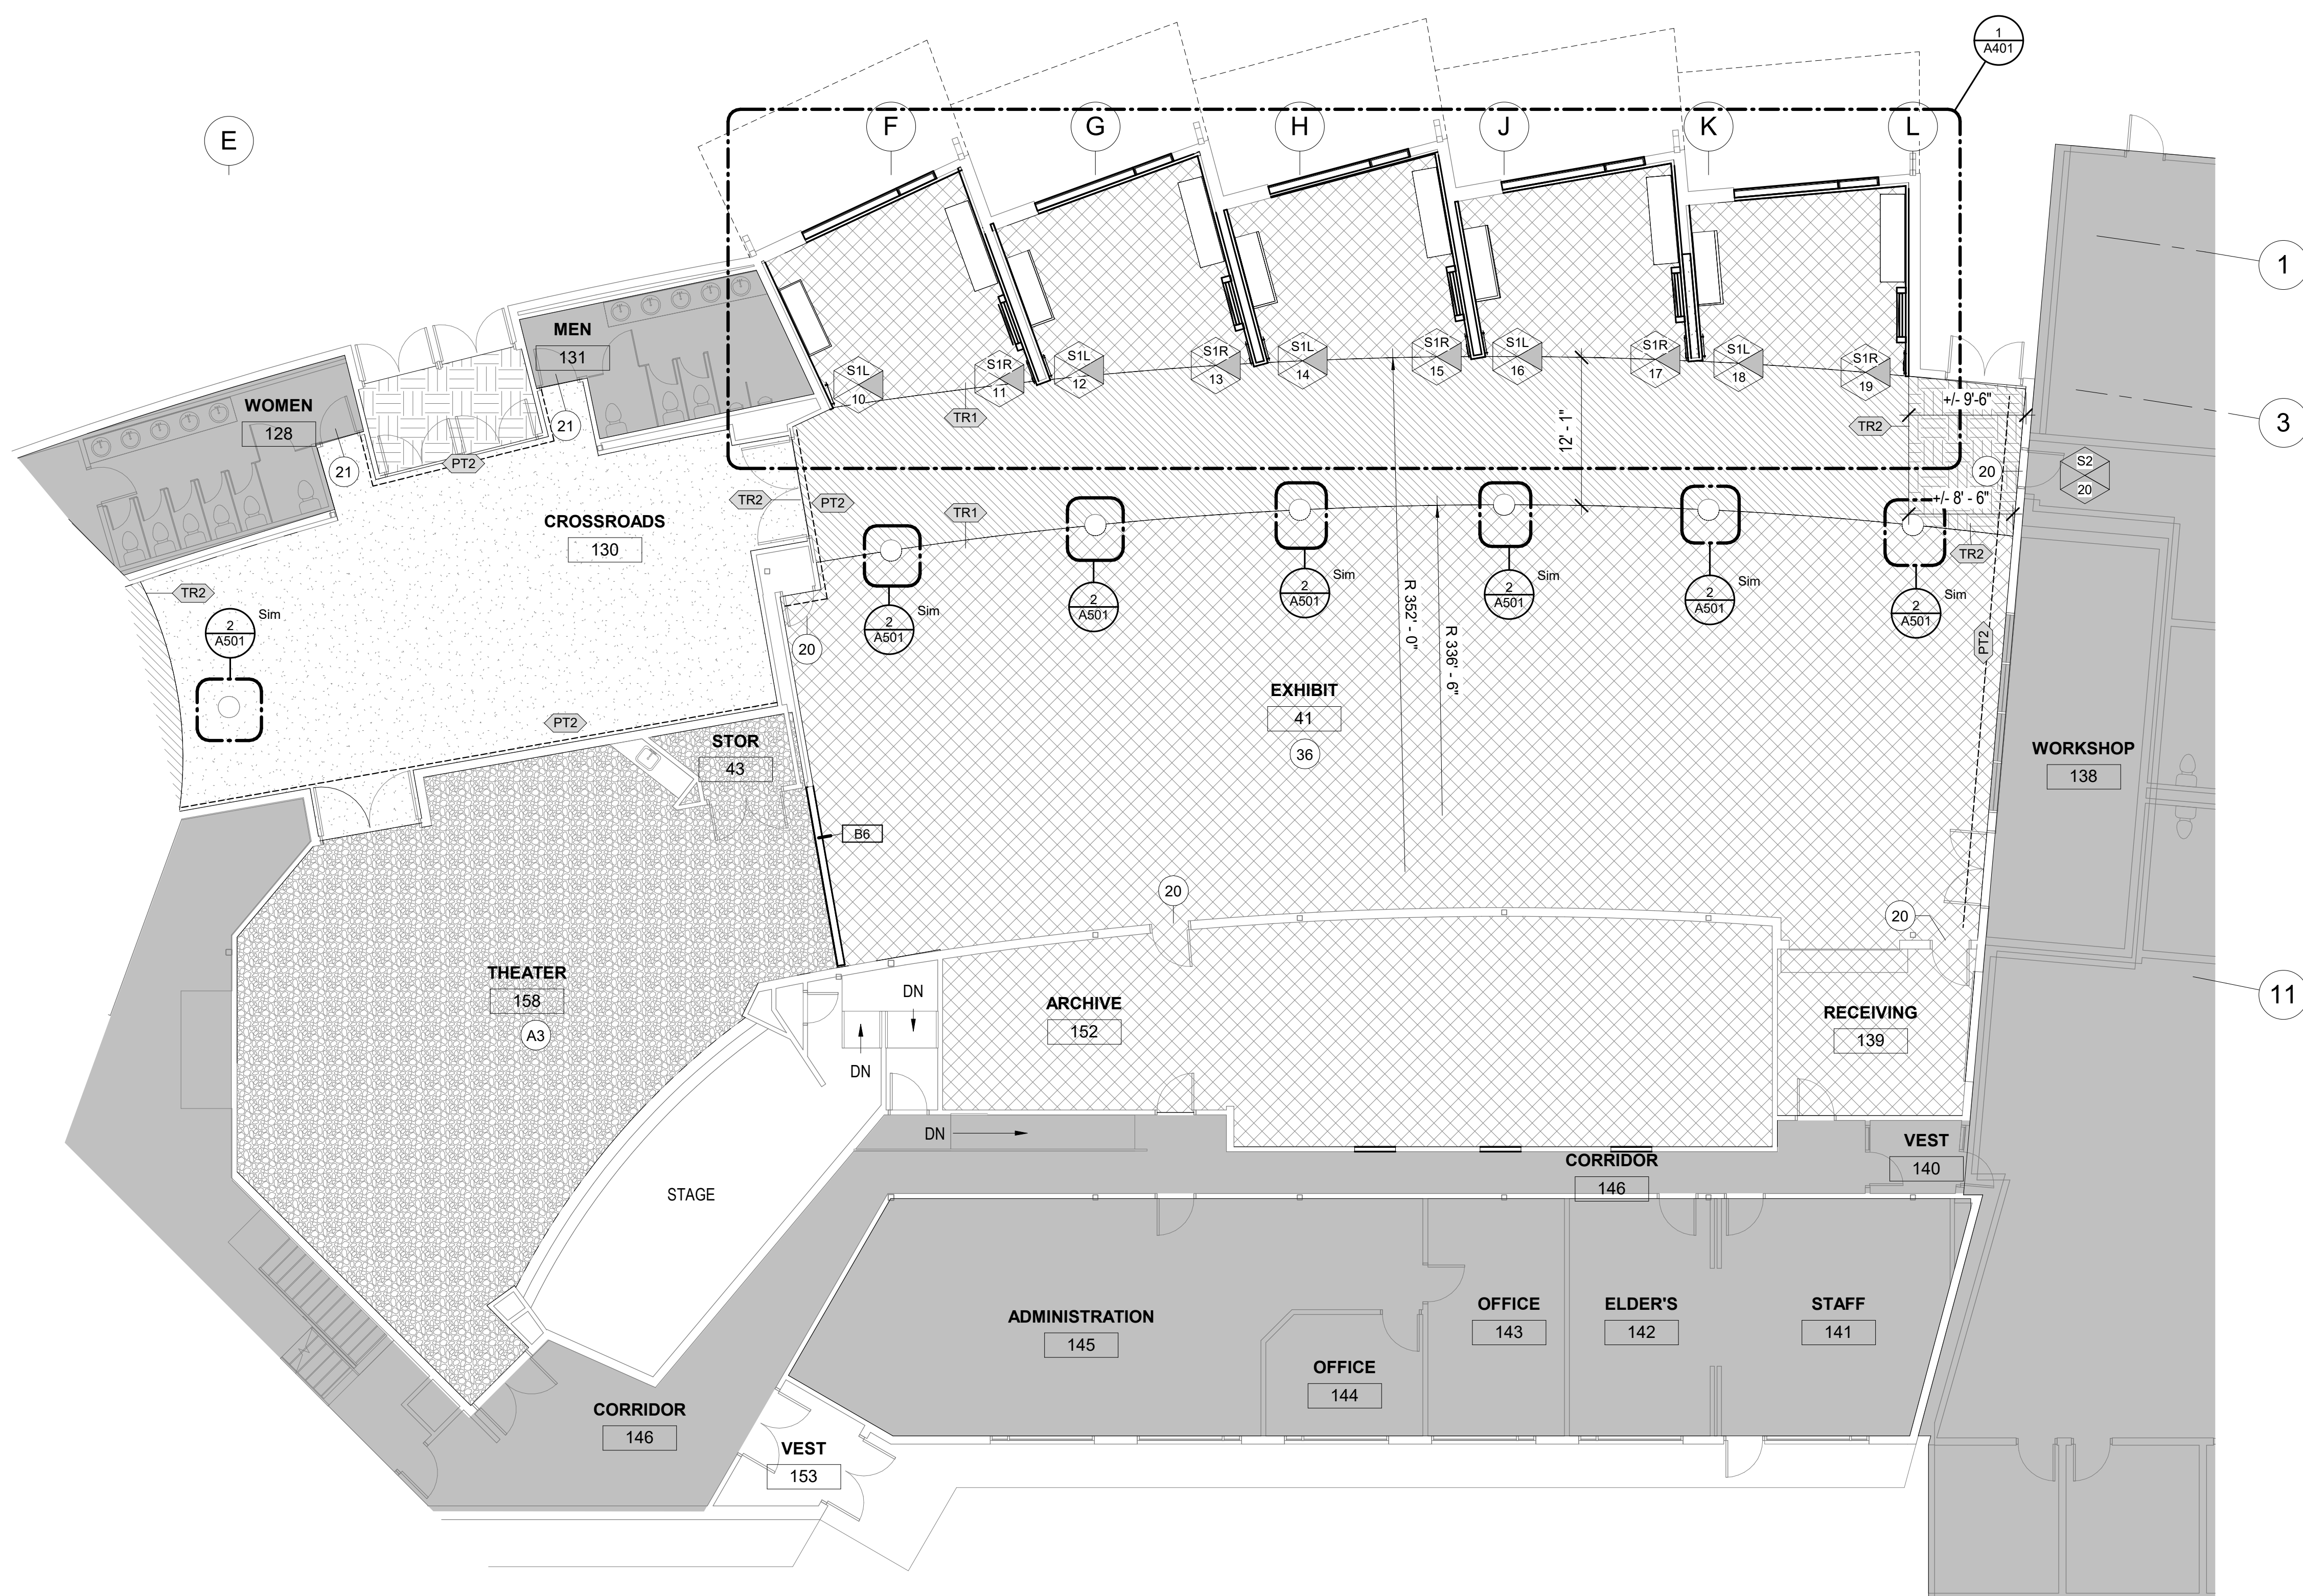 1
A401
E
F
G
H
J
K
L
1
3
11
MEN
131
WOMEN
128
21
21
PT2
S1L
10
S1R
11
S1L
12
S1R
13
S1L
14
S1R
15
S1L
16
S1R
17
S1L
18
S1R
19
TR1
12' - 1"
+/- 9'-6"
TR2
S2
20
20
+/- 8' - 6"
TR2
CROSSROADS
130
TR2
PT2
TR1
TR2
2
A501
Sim
2
A501
Sim
2
A501
2
A501
Sim
2
A501
Sim
2
A501
Sim
2
A501
Sim
20
R 352' - 0"
R 336' - 6"
PT2
EXHIBIT
41
36
PT2
STOR
43
WORKSHOP
138
B6
20
20
THEATER
158
A3
DN
DN
DN
ARCHIVE
152
RECEIVING
139
VEST
140
CORRIDOR
146
STAGE
ADMINISTRATION
145
OFFICE
144
OFFICE
143
ELDER'S
142
STAFF
141
CORRIDOR
146
VEST
153